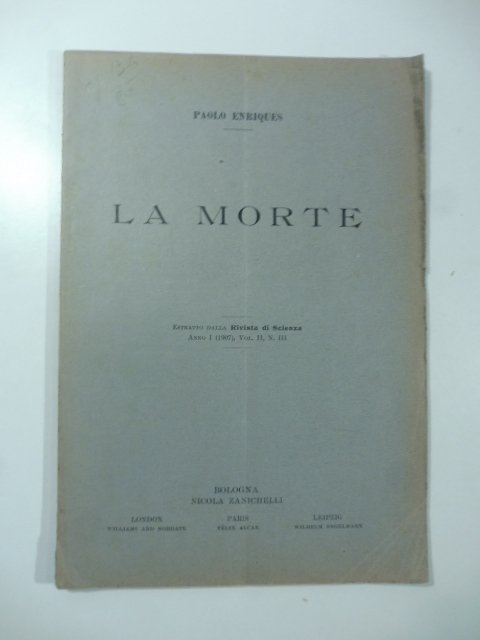 PAOLO ENRIQUES
LA MORTE
ESTRATTO DALLA Rivista di Scienza
ANNO I (1907), VOL. II, N. III
BOLOGNA
NICOLA ZANICHELLI
LONDON PARIS LEIPZIG
WILLIAMS AND NORGATE FÉLIX ALCAN WILHELM ENGELMANN